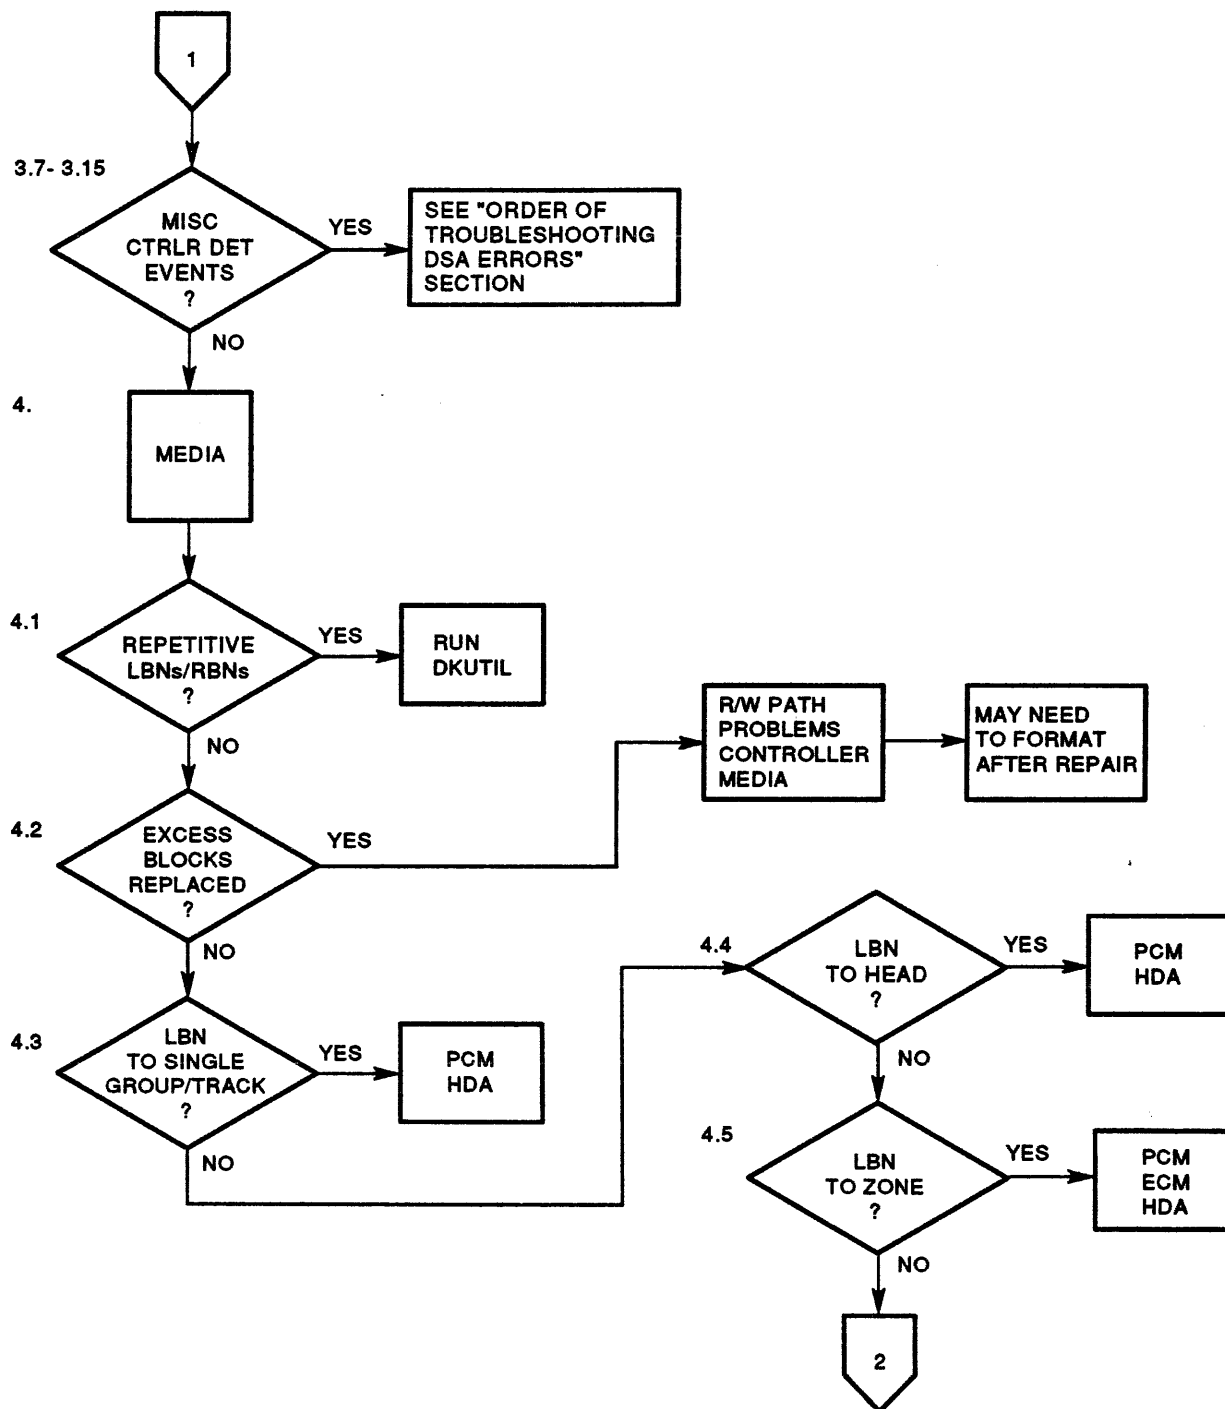 1
3.7- 3.15
MISC
CTRLR DET
EVENTS
?
YES
SEE "ORDER OF
TROUBLESHOOTING
DSA ERRORS"
SECTION
NO
4.
MEDIA
4.1
REPETITIVE
LBNs/RBNs
?
YES
RUN
DKUTIL
NO
R/W PATH
PROBLEMS
CONTROLLER
MEDIA
MAY NEED
TO FORMAT
AFTER REPAIR
4.2
EXCESS
BLOCKS
REPLACED
?
YES
NO
4.3
LBN
TO SINGLE
GROUP/TRACK
?
YES
PCM
HDA
NO
4.4
LBN
TO HEAD
?
YES
PCM
HDA
NO
4.5
LBN
TO ZONE
?
YES
PCM
ECM
HDA
NO
2